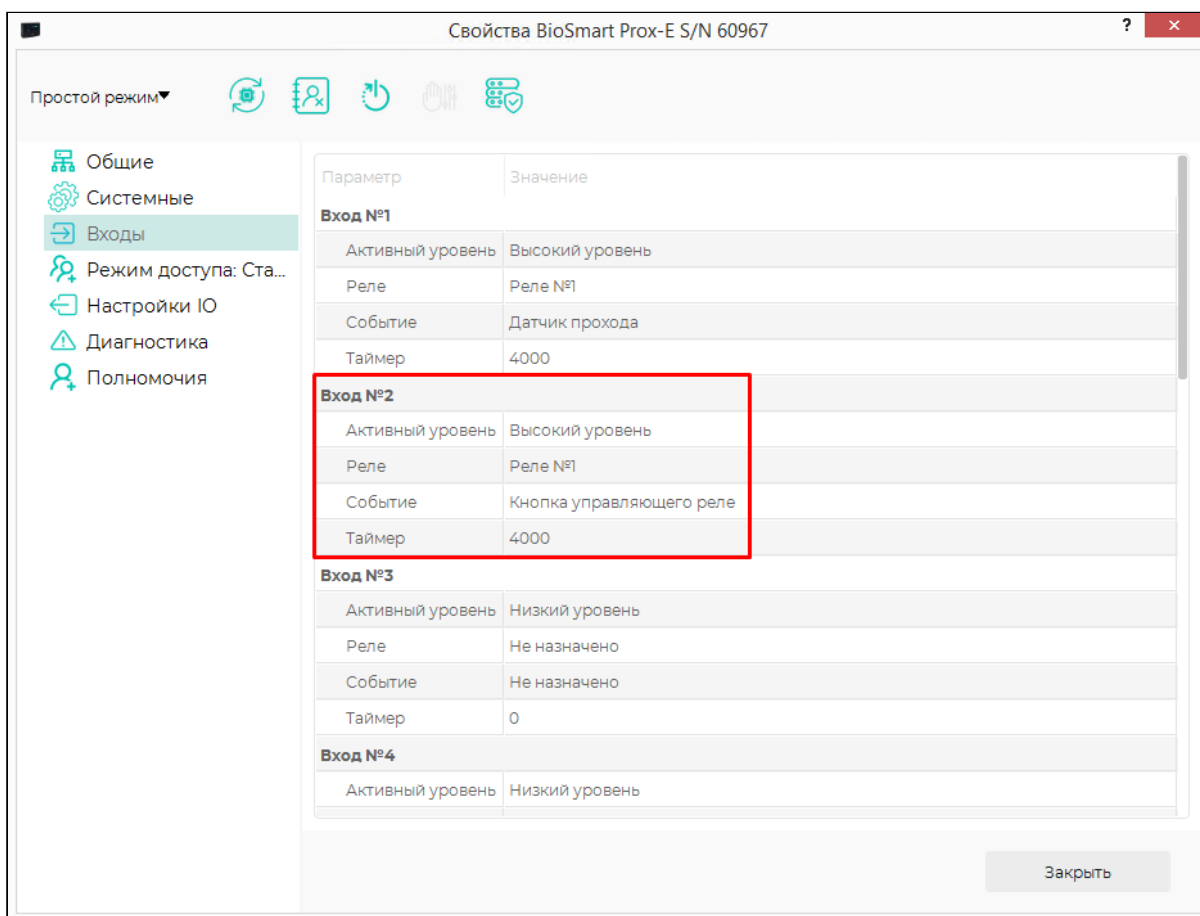 Свойства BioSmart Prox-E S/N 60967 ? ×
Простой режим▼
Общие
Системные
Входы
Режим доступа: Ста...
Настройки IO
Диагностика
Полномочия
Параметр Значение
Вход №1
Активный уровень Высокий уровень
Реле Реле №1
Событие Датчик прохода
Таймер 4000
Вход №2
Активный уровень Высокий уровень
Реле Реле №1
Событие Кнопка управляющего реле
Таймер 4000
Вход №3
Активный уровень Низкий уровень
Реле Не назначено
Событие Не назначено
Таймер 0
Вход №4
Активный уровень Низкий уровень
Закрыть